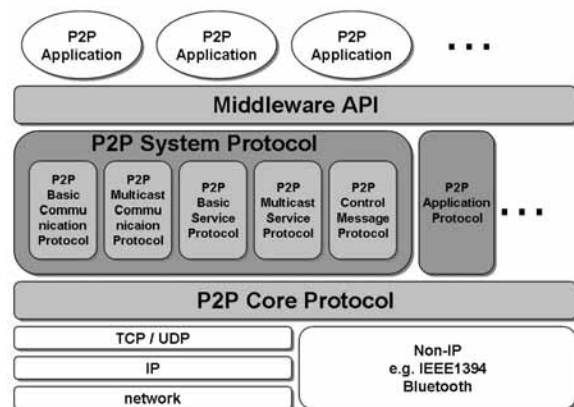 P2P
Application
P2P
Application
P2P
Application
...
Middleware API
P2P System Protocol
P2P
Basic
Commu
nication
Protocol
P2P
Multicast
Commu
nicaion
Protocol
P2P
Basic
Service
Protocol
P2P
Multicast
Service
Protocol
P2P
Control
Message
Protocol
P2P
Application
Protocol
...
P2P Core Protocol
TCP / UDP
IP
network
Non-IP
e.g. IEEE1394
Bluetooth